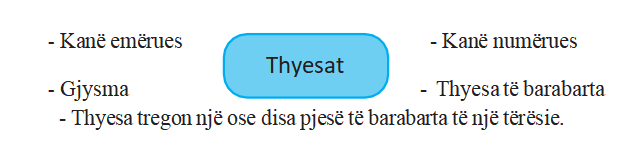 - Kanë emërues
Thyesat
- Kanë numërues
- Gjysma
- Thyesa të barabarta
- Thyesa tregon një ose disa pjesë të barabarta të një tërësie.